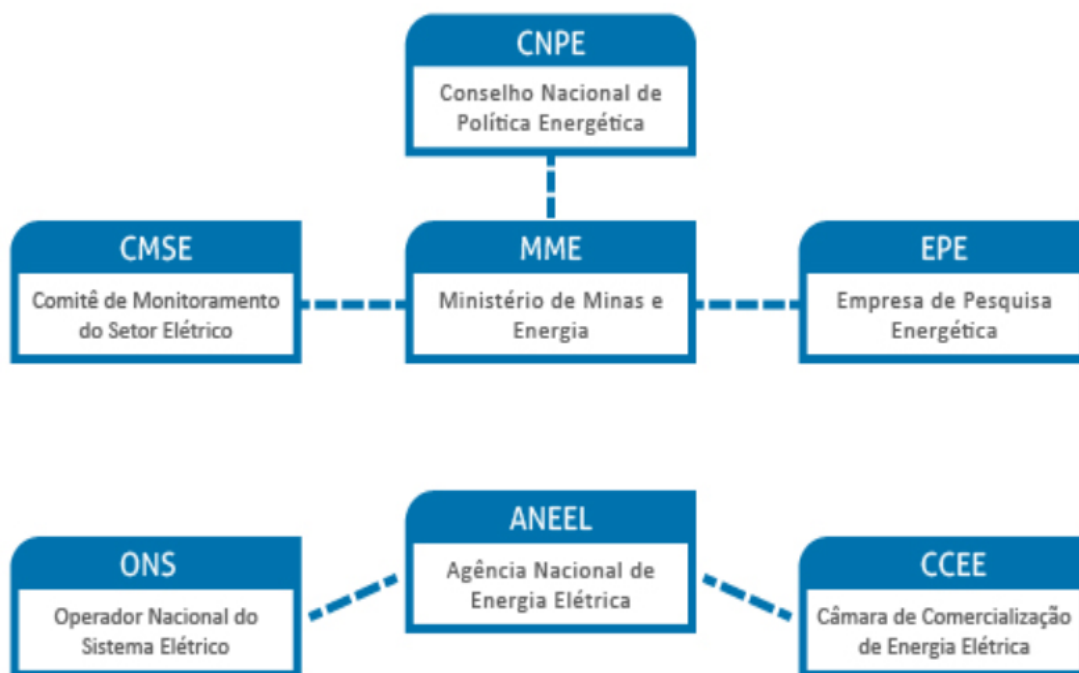 CNPE
Conselho Nacional de
Política Energética
CMSE
Comitê de Monitoramento
do Setor Elétrico
MME
Ministério de Minas e
Energia
EPE
Empresa de Pesquisa
Energética
ONS
Operador Nacional do
Sistema Elétrico
ANEEL
Agência Nacional de
Energia Elétrica
CCEE
Câmara de Comercialização
de Energia Elétrica